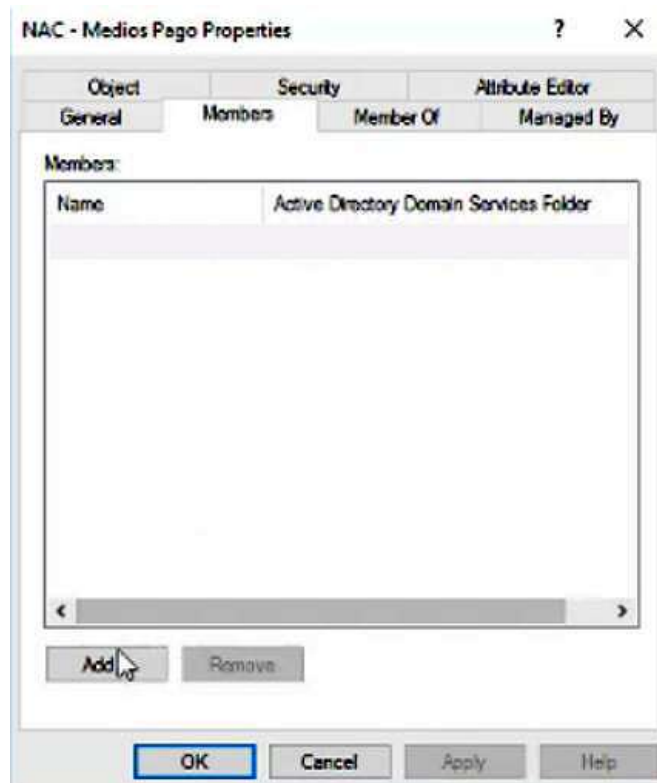 NAC - Medios Pago Properties ? ×
Object Security Attribute Editor
General Members Member Of Managed By
Members:
Name Active Directory Domain Services Folder
Add Remove
OK Cancel Apply Help